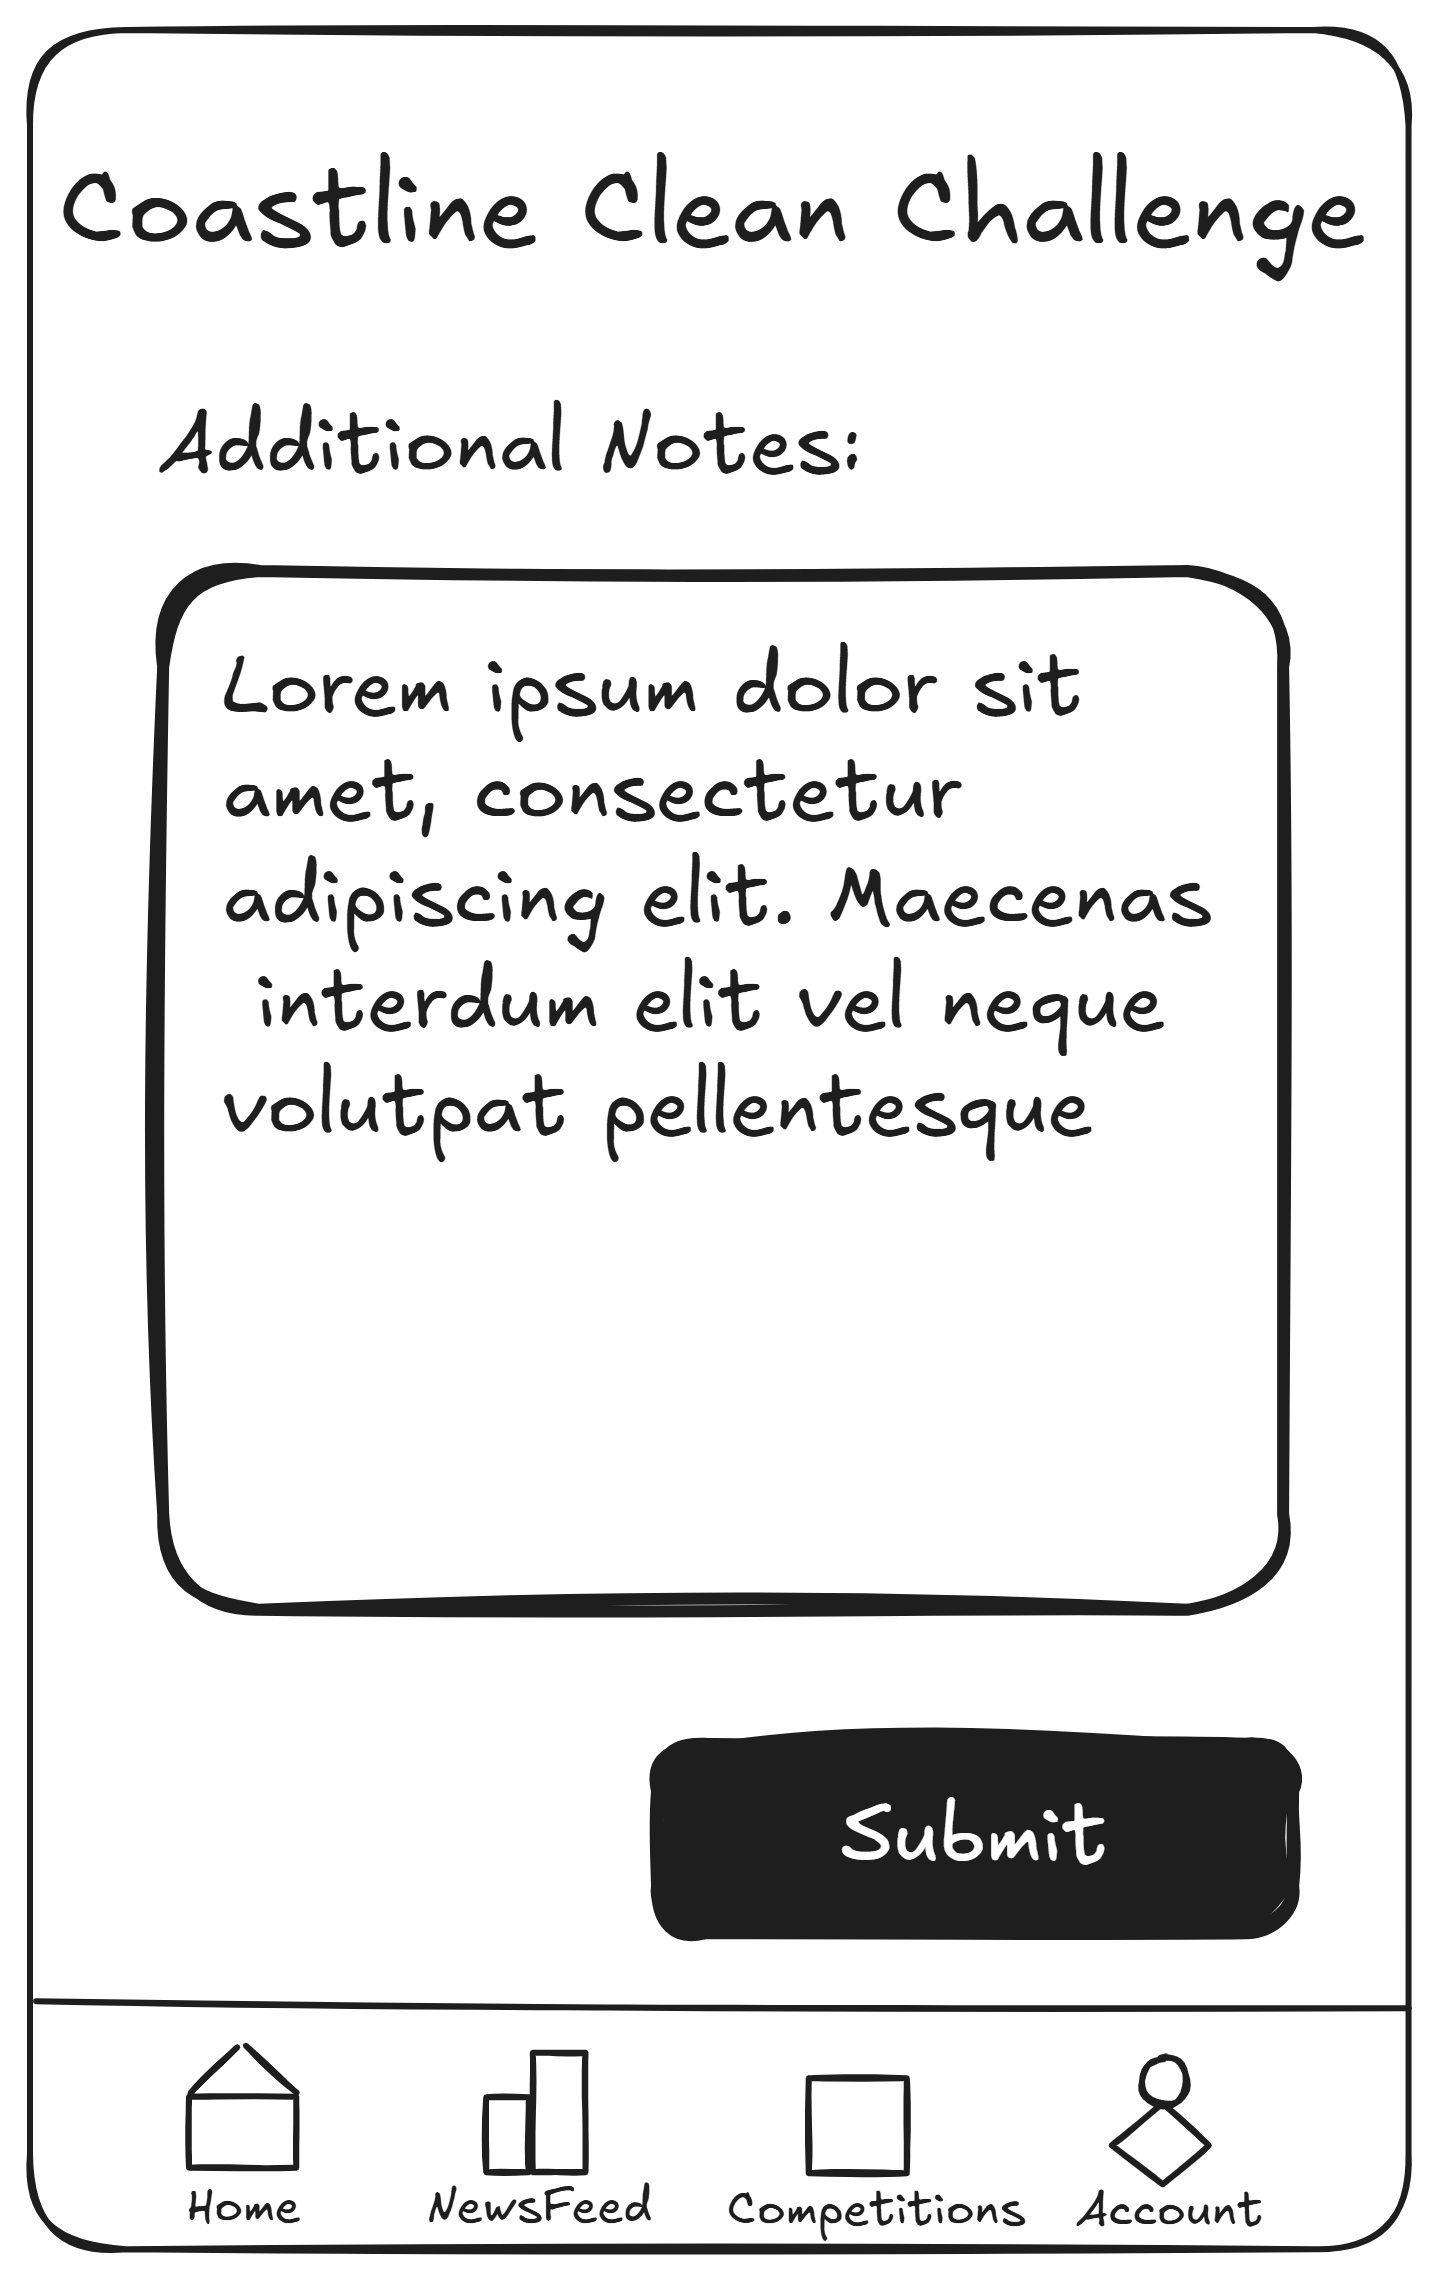 Coastline Clean Challenge
Additional Notes:
Lorem ipsum dolor sit
amet, consectetur
adipiscing elit. Maecenas
interdum elit vel neque
volutpat pellentesque
Submit
Home NewsFeed Competitions Account